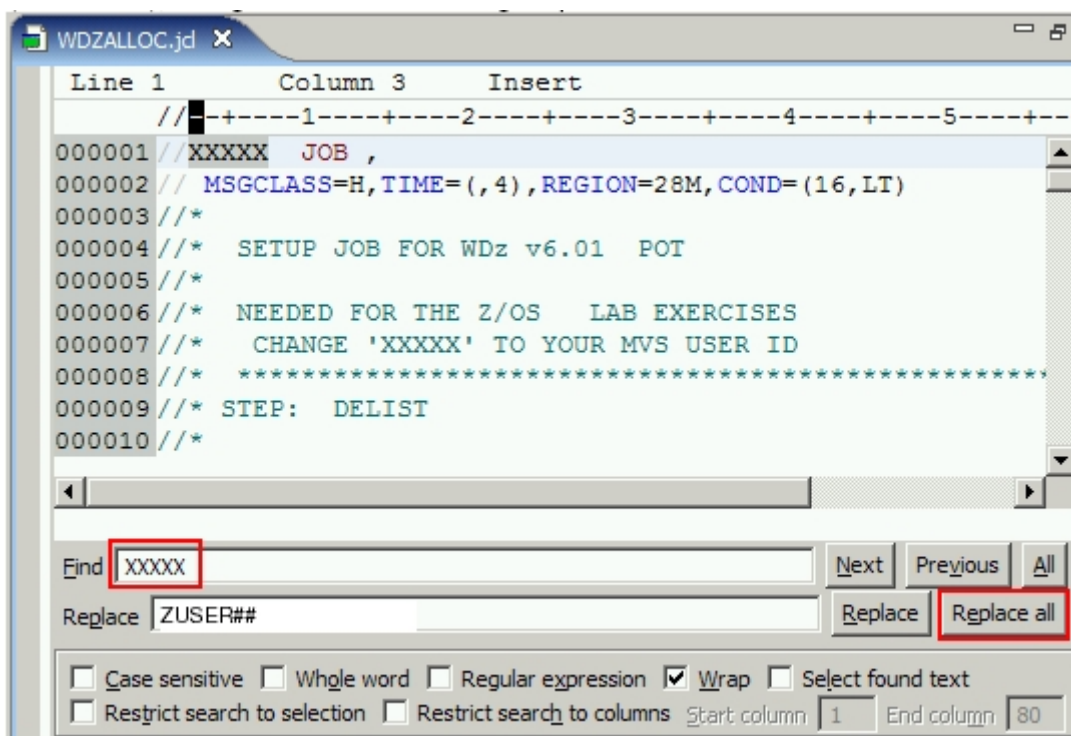 WDZALLOC.jcl
Line 1 Column 3 Insert
//--+----1----+----2----+----3----+----4----+----5----+--
000001 //XXXXX JOB ,
000002 // MSGCLASS=H,TIME=(,4),REGION=28M,COND=(16,LT)
000003 //*
000004 //* SETUP JOB FOR WDz v6.01 POT
000005 //*
000006 //* NEEDED FOR THE Z/OS LAB EXERCISES
000007 //* CHANGE 'XXXXX' TO YOUR MVS USER ID
000008 //* **************************************************
000009 //* STEP: DELIST
000010 //*
Find XXXXX Next Previous All
Replace ZUSER## Replace Replace all
Case sensitive Whole word Regular expression Wrap Select found text
Restrict search to selection Restrict search to columns Start column 1 End column 80